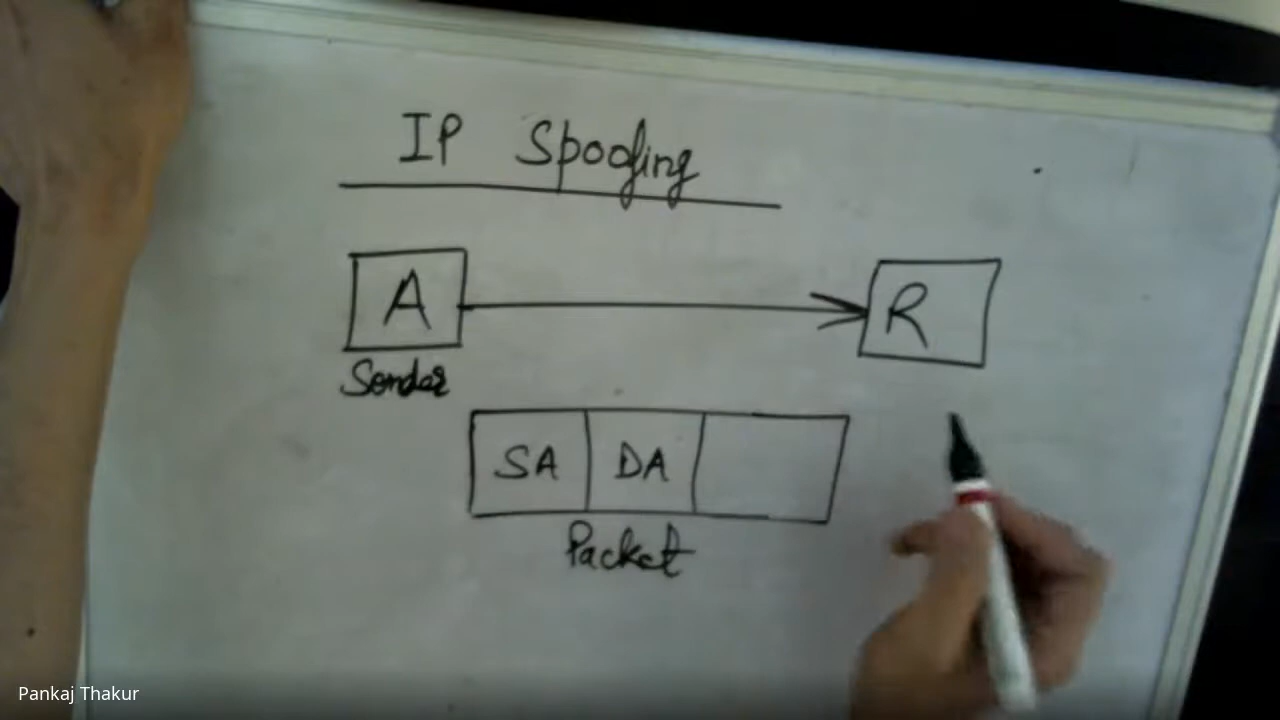 IP Spoofing
A
R
Sender
SA DA
Packet
Pankaj Thakur